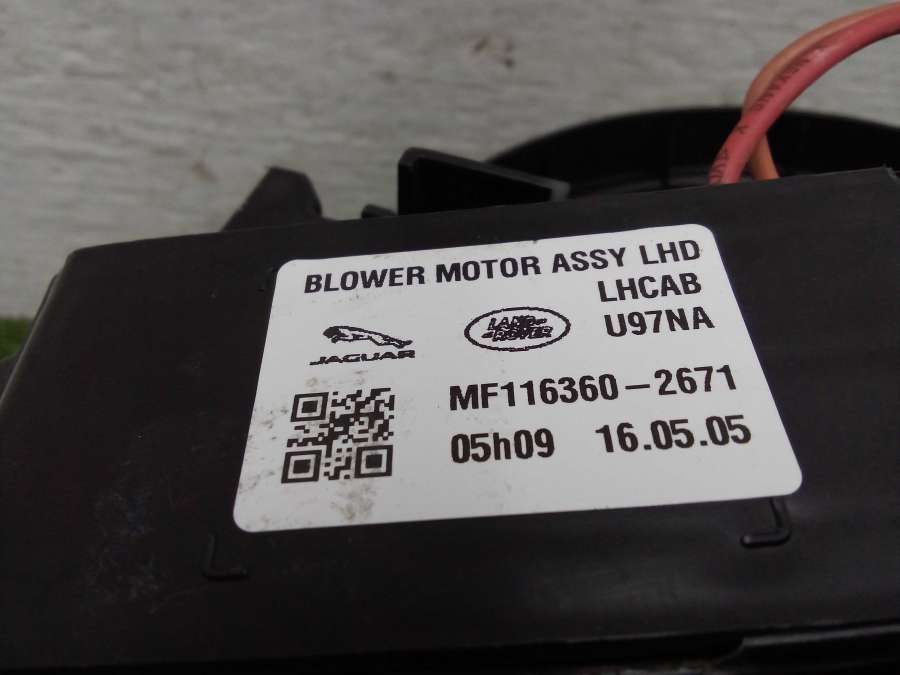 BLOWER MOTOR ASSY LHD
LHCAB
JAGUAR
LAND-
-ROVER
U97NA
MF116360-2671
05h09 16.05.05